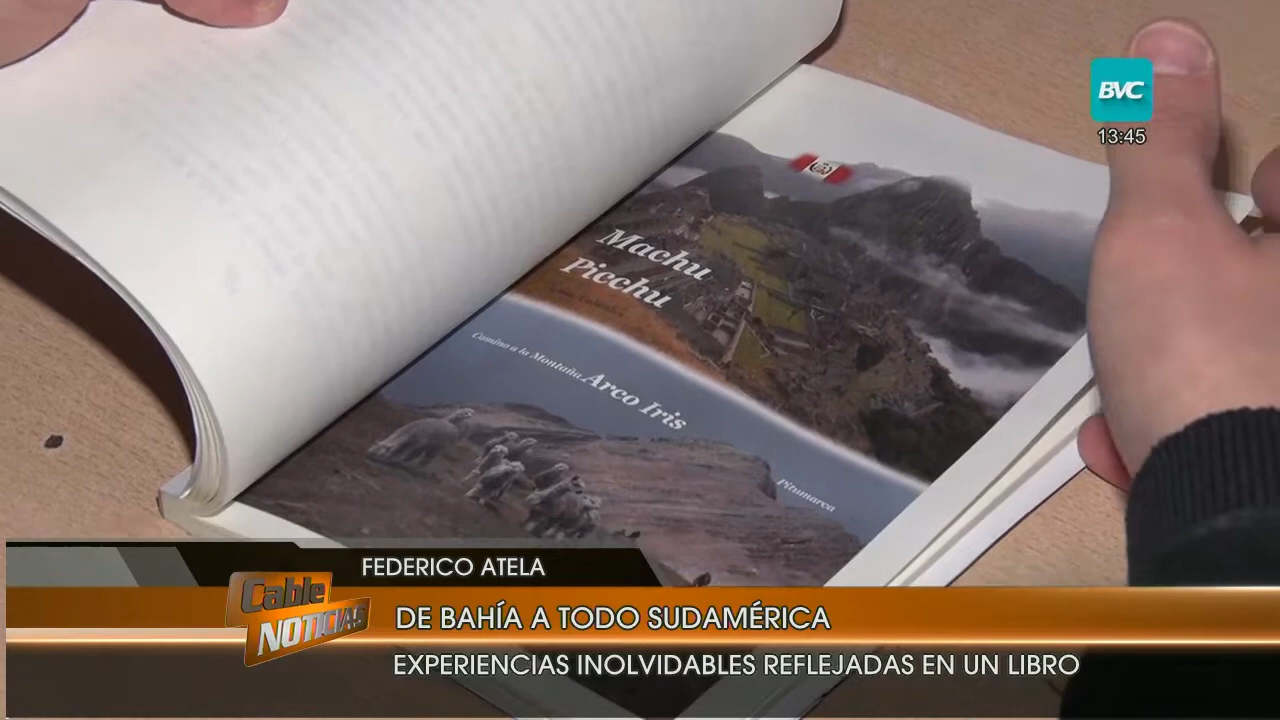 BVC
13:45
Machu
Picchu
Camino a la Montaña
Arco Iris
Pitumarca
FEDERICO ATELA
Cable
NOTICIAS
DE BAHÍA A TODO SUDAMÉRICA
EXPERIENCIAS INOLVIDABLES REFLEJADAS EN UN LIBRO